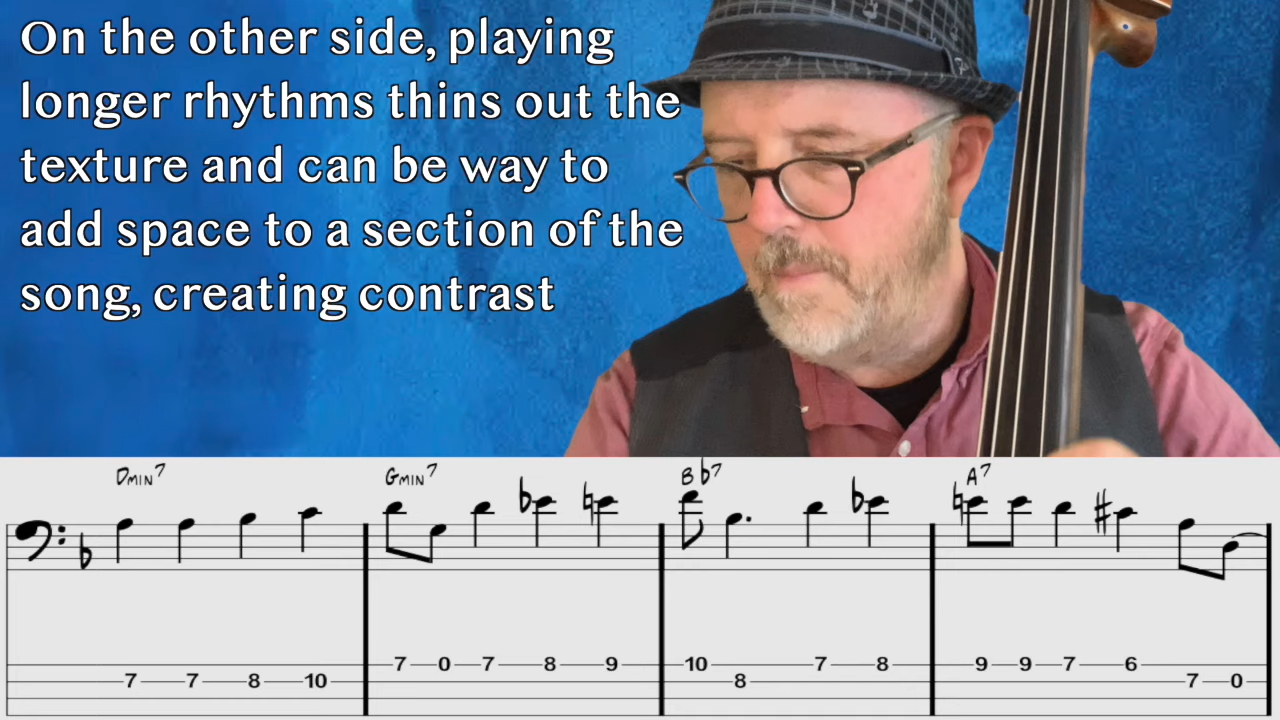 On the other side, playing
longer rhythms thins out the
texture and can be way to
add space to a section of the
song, creating contrast
DMIN7 GMIN7 B♭7 A7
7 7 8 10 7 0 7 8 9 10 8 7 8 9 9 7 6 7 0